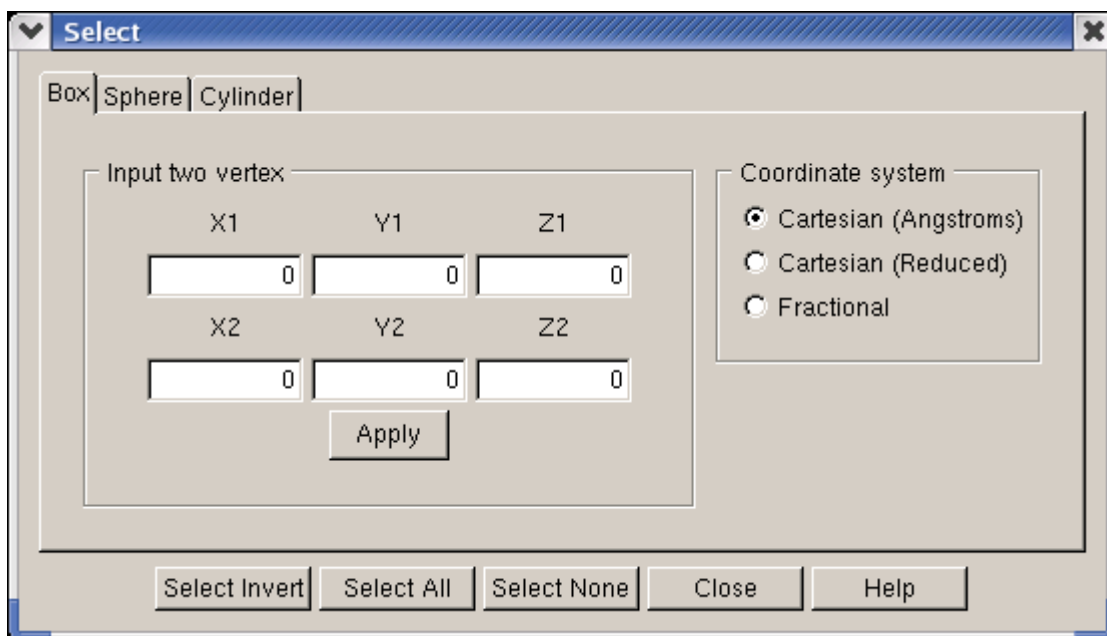 Select
Box Sphere Cylinder
Input two vertex
X1 Y1 Z1
0 0 0
X2 Y2 Z2
0 0 0
Apply
Coordinate system
Cartesian (Angstroms)
Cartesian (Reduced)
Fractional
Select Invert Select All Select None Close Help